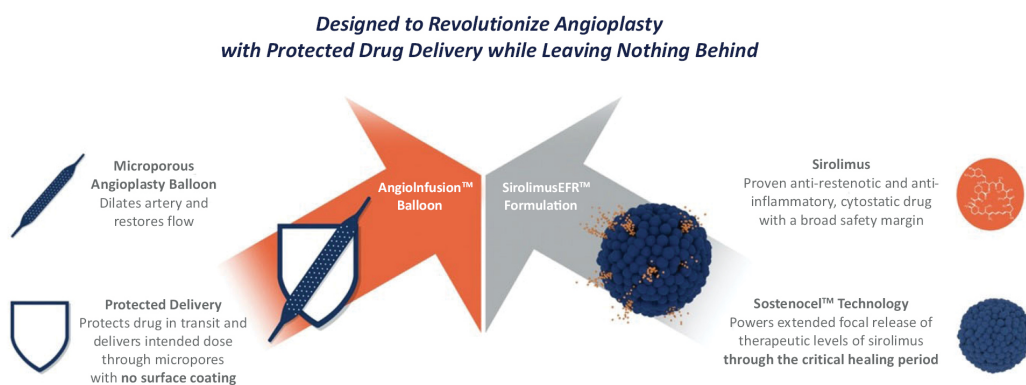 Designed to Revolutionize Angioplasty
with Protected Drug Delivery while Leaving Nothing Behind
Microporous
Angioplasty Balloon
Dilates artery and
restores flow
Protected Delivery
Protects drug in transit and
delivers intended dose
through micropores
with no surface coating
AngioInfusion™
Balloon
SirolimusEFR™
Formulation
Sirolimus
Proven anti-restenotic and anti-
inflammatory, cytostatic drug
with a broad safety margin
Sostenocel™ Technology
Powers extended focal release of
therapeutic levels of sirolimus
through the critical healing period